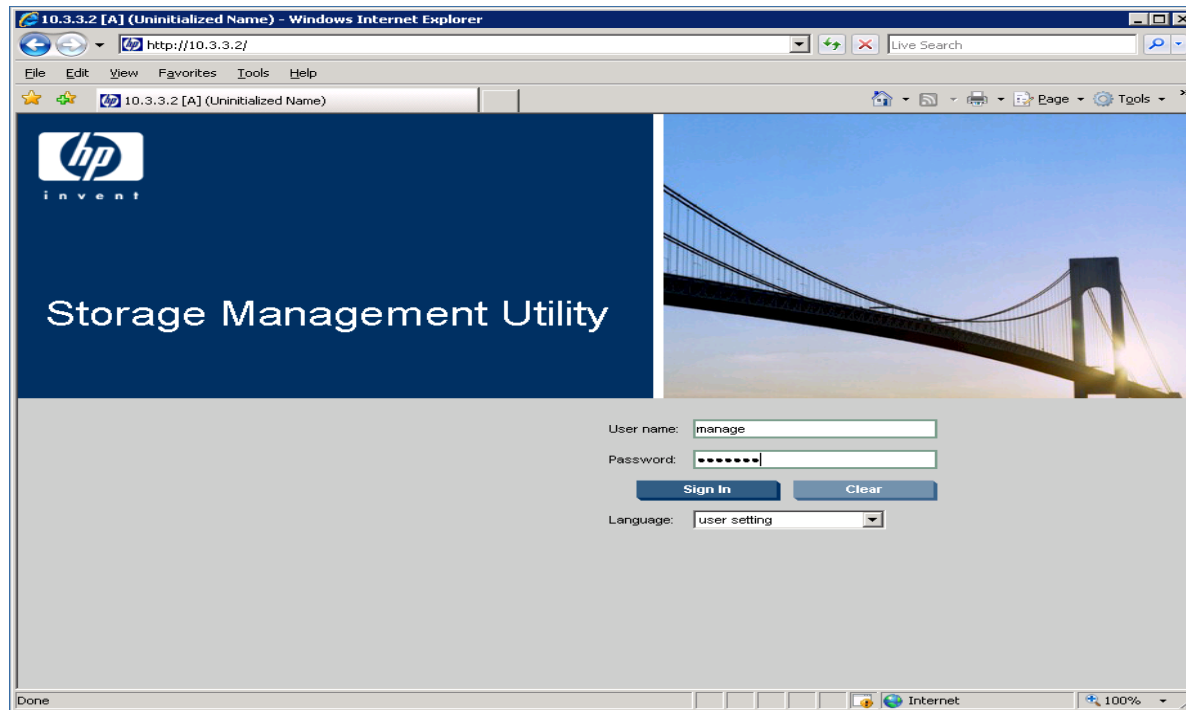 10.3.3.2 [A] (Uninitialized Name) - Windows Internet Explorer
http://10.3.3.2/
Live Search
File Edit View Favorites Tools Help
10.3.3.2 [A] (Uninitialized Name)
Page Tools »
hp
invent
Storage Management Utility
User name: manage
Password: •••••••
Sign In Clear
Language: user setting
Done Internet 100%